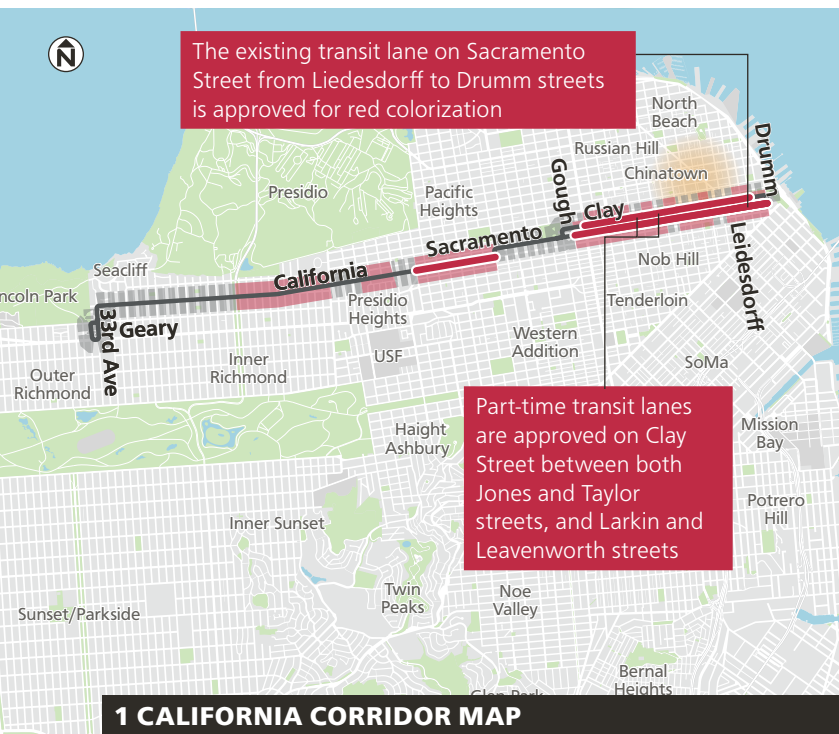 N
The existing transit lane on Sacramento
Street from Liedesdorff to Drumm streets
is approved for red colorization
North
Beach
Russian Hill
Chinatown
Drumm
Presidio
Pacific
Heights
Gough
Clay
Sacramento
Leidesdorff
Nob Hill
Seacliff
California
ncoln Park
Presidio
Heights
Tenderloin
33rd Ave
Geary
Western
Addition
Inner
Richmond
USF
SoMa
Outer
Richmond
Part-time transit lanes
are approved on Clay
Street between both
Jones and Taylor
streets, and Larkin and
Leavenworth streets
Haight
Ashbury
Mission
Bay
Potrero
Hill
Inner Sunset
Twin
Peaks
Noe
Valley
Sunset/Parkside
Bernal
Heights
Glen Park
1 CALIFORNIA CORRIDOR MAP